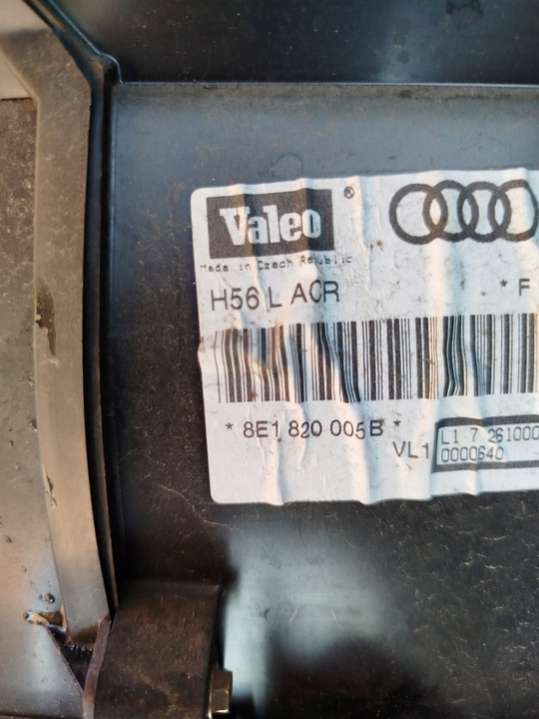 Valeo ®
Made in Czech Republic
H56 L ACR * F
* 8E1 820 005B *
VL1
L1 7 261000
0000640